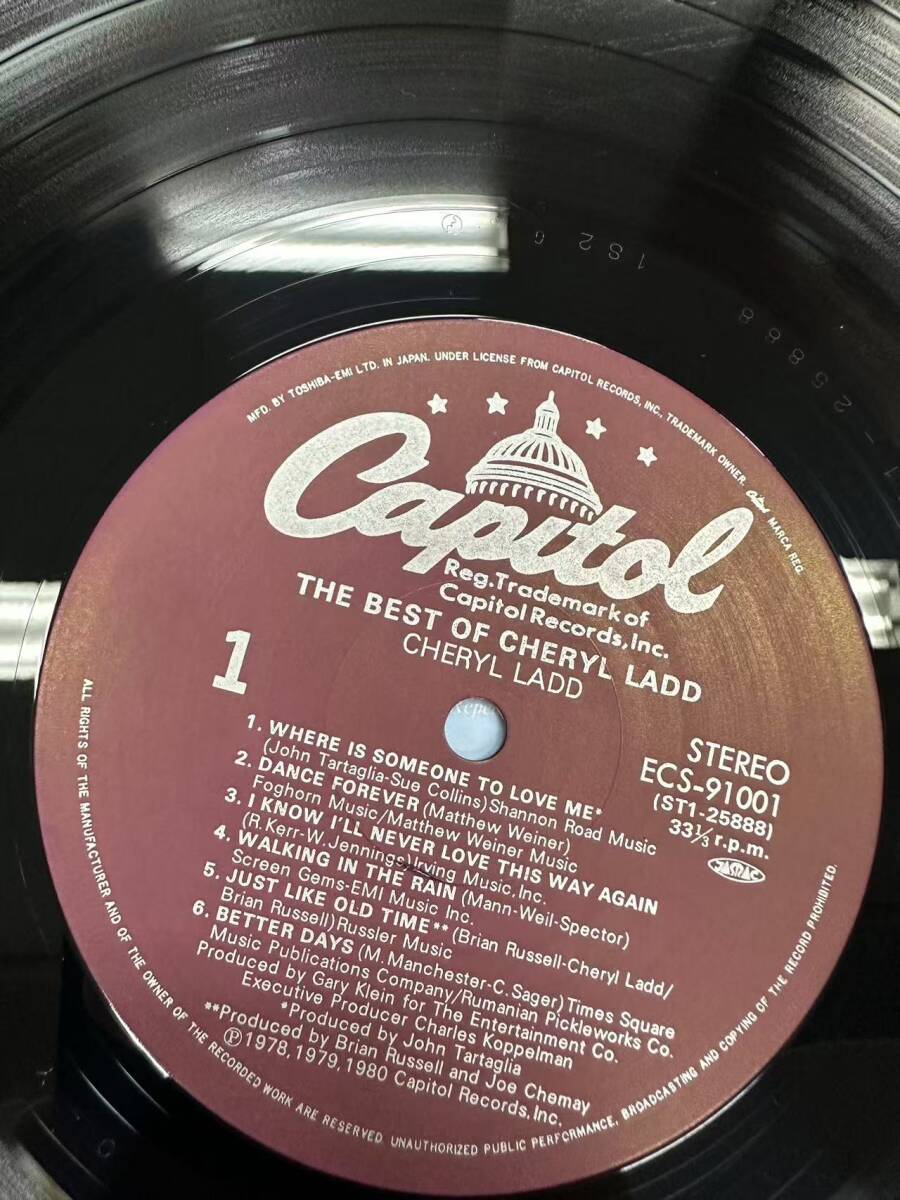 MFD. BY TOSHIBA-EMI LTD. IN JAPAN. UNDER LICENSE FROM CAPITOL RECORDS, INC., TRADEMARK OWNER. Capitol MARCA REG.
Capitol
Reg. Trademark of
Capitol Records, Inc.
THE BEST OF CHERYL LADD
CHERYL LADD
1
STEREO
ECS-91001
(ST1-25888)
33 1/3 r.p.m.
JASRAC
1. WHERE IS SOMEONE TO LOVE ME*
(John Tartaglia-Sue Collins) Shannon Road Music
2. DANCE FOREVER (Matthew Weiner)
Foghorn Music/Matthew Weiner Music
3. I KNOW I'LL NEVER LOVE THIS WAY AGAIN
(R. Kerr-W. Jennings) Irving Music, Inc.
4. WALKING IN THE RAIN (Mann-Weil-Spector)
Screen Gems-EMI Music Inc.
5. JUST LIKE OLD TIME** (Brian Russell-Cheryl Ladd/
Brian Russell) Russler Music
6. BETTER DAYS (M. Manchester-C. Sager) Times Square
Music Publications Company/Rumanian Pickleworks Co.
Produced by Gary Klein for The Entertainment Co.
Executive Producer Charles Koppelman
*Produced by John Tartaglia
**Produced by Brian Russell and Joe Chemay
Ⓟ1978, 1979, 1980 Capitol Records, Inc.
ALL RIGHTS OF THE MANUFACTURER AND OF THE OWNER OF THE RECORDED WORK ARE RESERVED. UNAUTHORIZED PUBLIC PERFORMANCE, BROADCASTING AND COPYING OF THE RECORD PROHIBITED.
25888
1S2